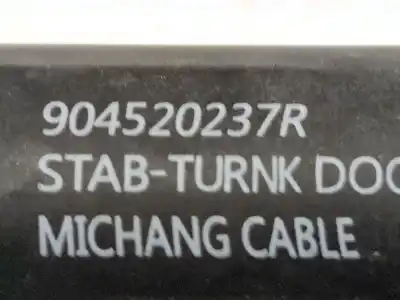 904520237R
STAB-TURNK DOO
MICHANG CABLE